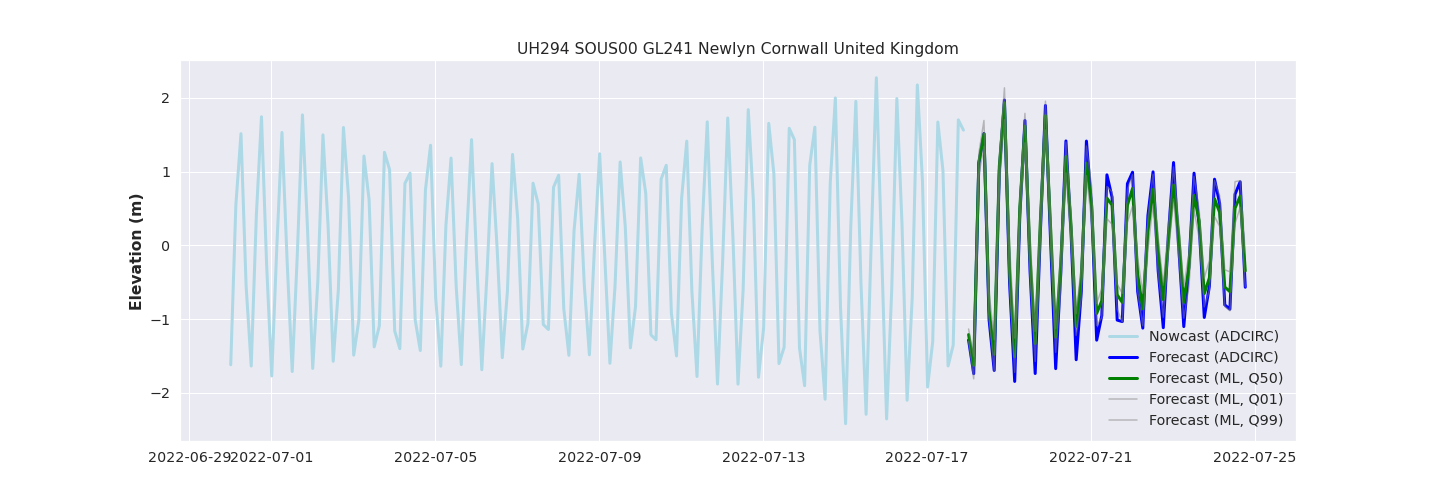 UH294 SOUS00 GL241 Newlyn Cornwall United Kingdom
Elevation (m)
2
1
0
−1
−2
Nowcast (ADCIRC)
Forecast (ADCIRC)
Forecast (ML, Q50)
Forecast (ML, Q01)
Forecast (ML, Q99)
2022-06-29 2022-07-01 2022-07-05 2022-07-09 2022-07-13 2022-07-17 2022-07-21 2022-07-25